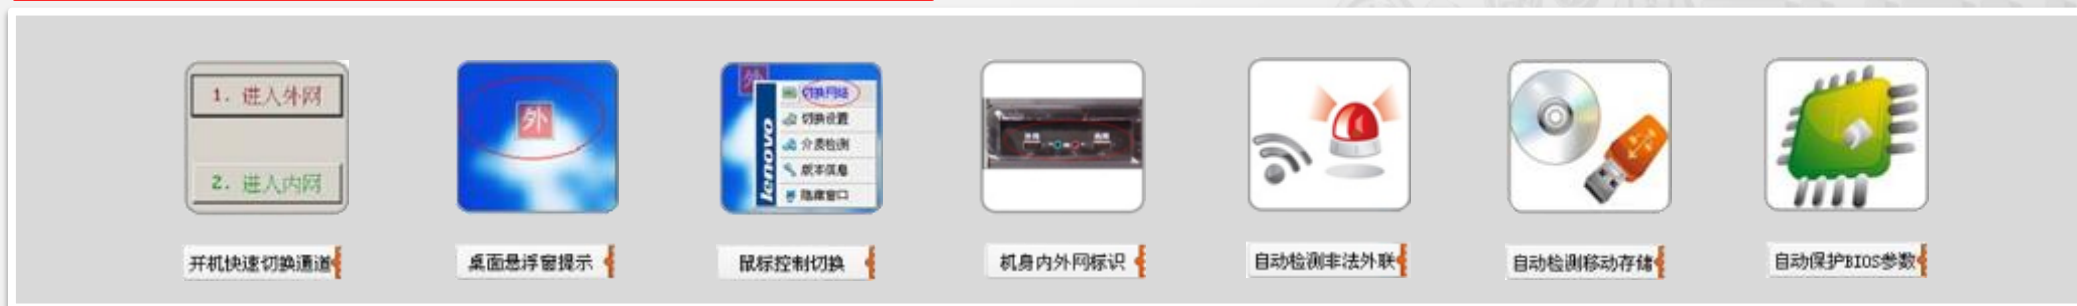 1. 进入外网
2. 进入内网
外
外
切换网络
切换设置
介质检测
版本信息
隐藏窗口
lenovo
开机快速切换通道
桌面悬浮窗提示
鼠标控制切换
机身内外网标识
自动检测非法外联
自动检测移动存储
自动保护BIOS参数